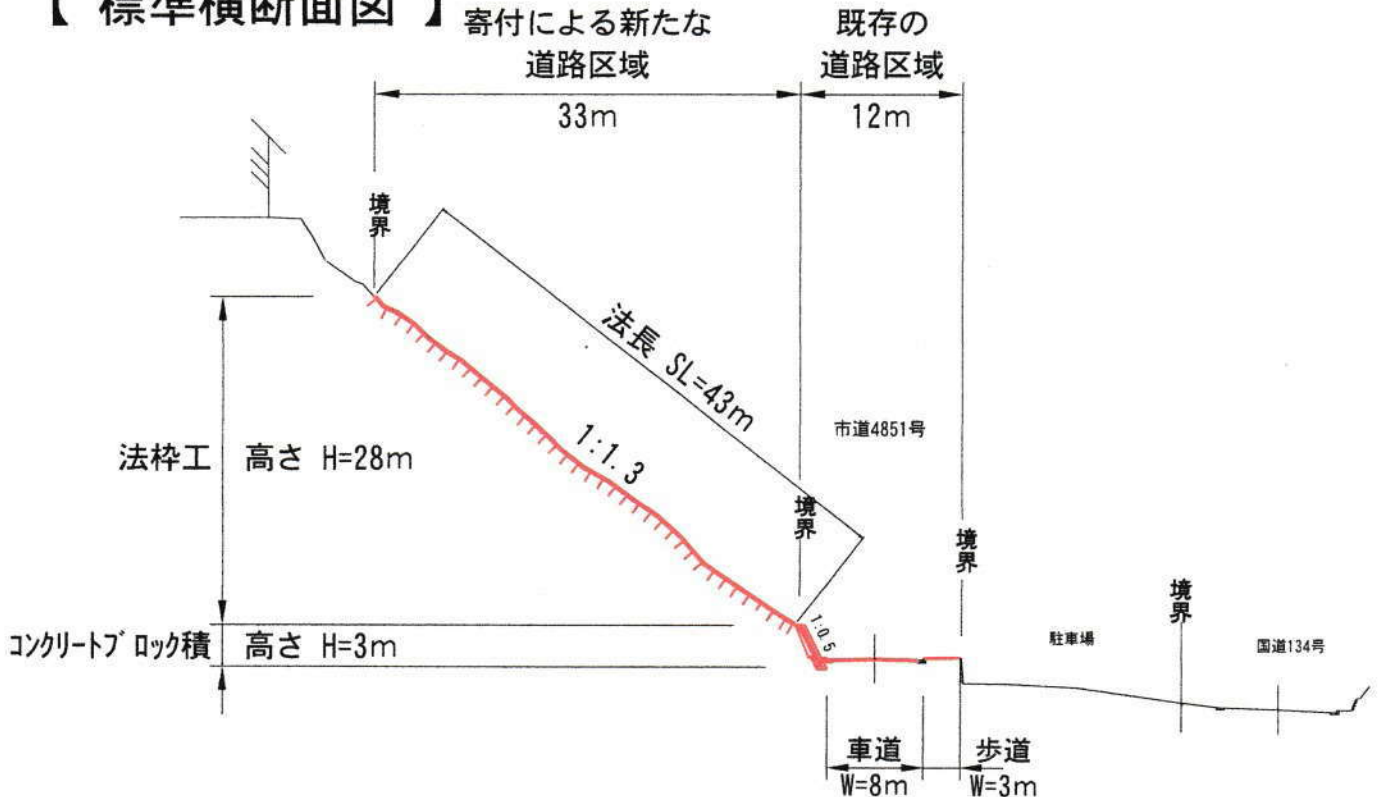 【 標準横断面図 】
寄付による新たな
道路区域
既存の
道路区域
33m
12m
境界
法長 SL=43m
市道4851号
法枠工 高さ H=28m
1:1.3
境界
境界
境界
1:0.5
コンクリートブロック積 高さ H=3m
駐車場
国道134号
車道
W=8m
歩道
W=3m